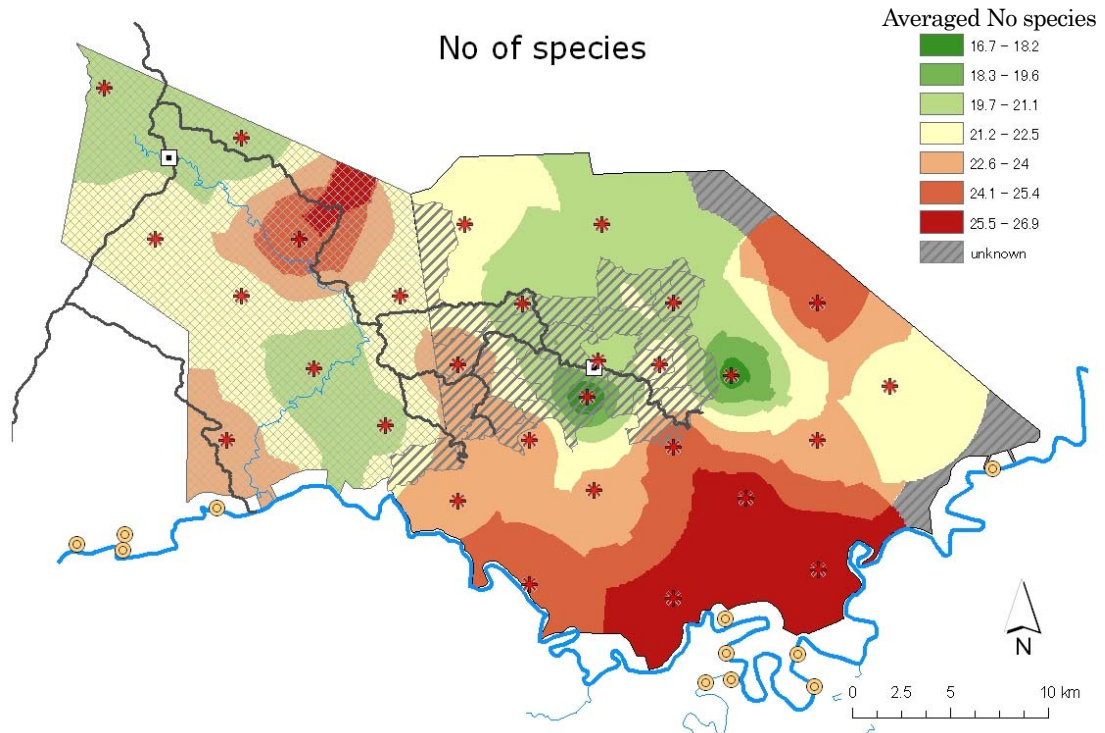 Averaged No species
No of species
16.7 – 18.2
18.3 – 19.6
19.7 – 21.1
21.2 – 22.5
22.6 – 24
24.1 – 25.4
25.5 – 26.9
unknown
N
0 2.5 5 10 km